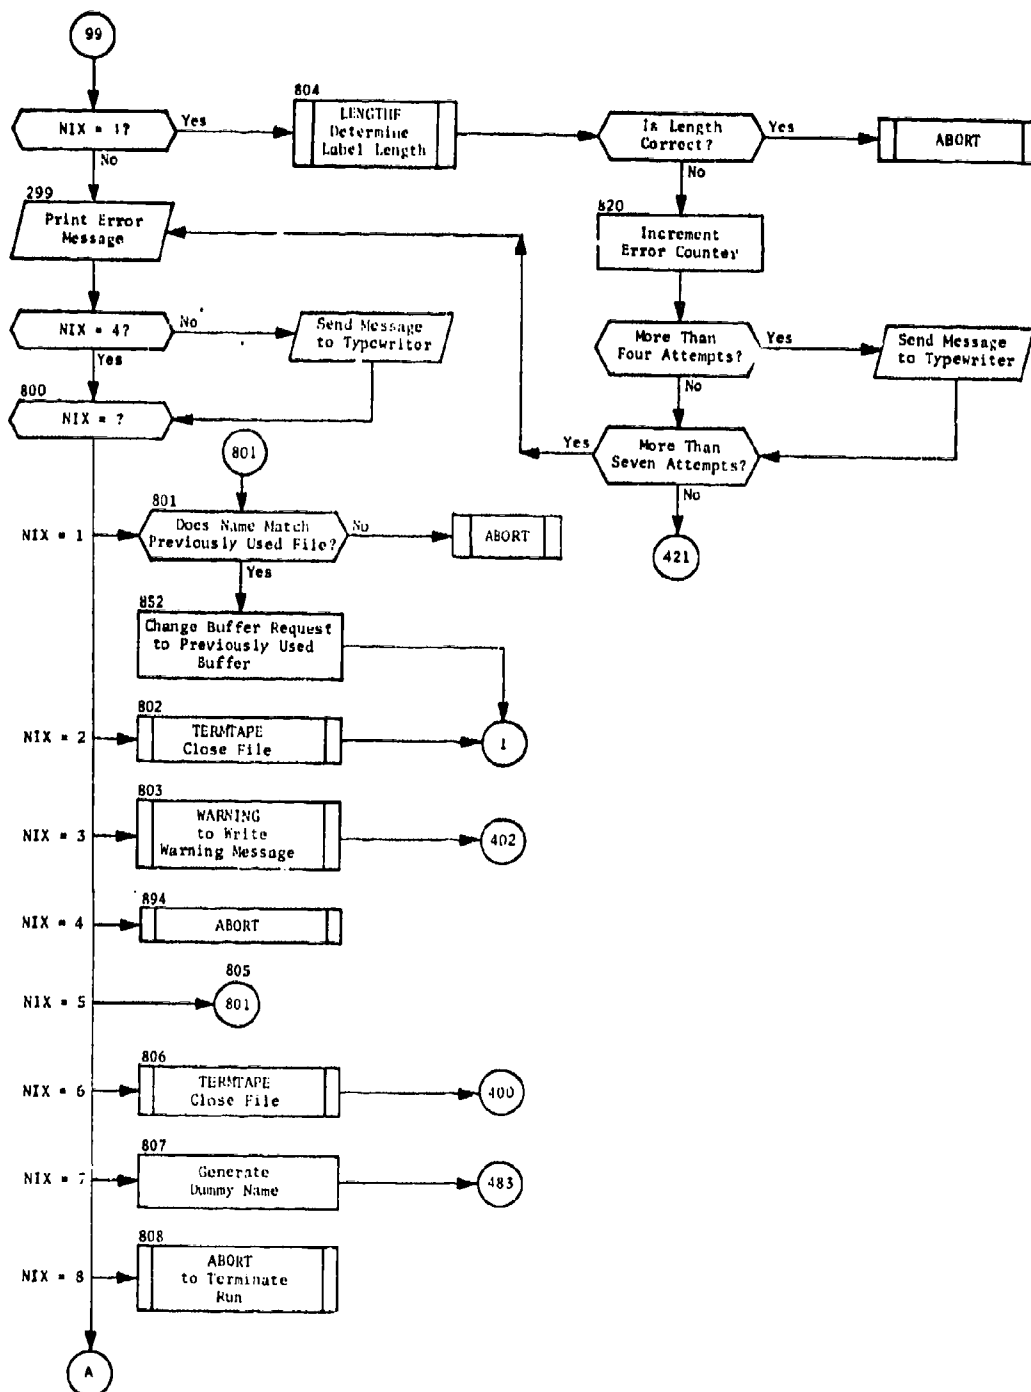 99
NIX = 1?
Yes
No
804
LENGTHF
Determine
Label Length
Is Length
Correct?
Yes
No
ABORT
299
Print Error
Message
820
Increment
Error Counter
NIX = 4?
No
Yes
Send Message
to Typewriter
More Than
Four Attempts?
Yes
No
Send Message
to Typewriter
800
NIX = ?
More Than
Seven Attempts?
Yes
No
421
801
801
NIX = 1
Does Name Match
Previously Used File?
No
Yes
ABORT
852
Change Buffer Request
to Previously Used
Buffer
802
NIX = 2
TERMTAPE
Close File
1
803
NIX = 3
WARNING
to Write
Warning Message
402
894
NIX = 4
ABORT
805
NIX = 5
801
806
NIX = 6
TERMTAPE
Close File
400
807
NIX = 7
Generate
Dummy Name
483
808
NIX = 8
ABORT
to Terminate
Run
A